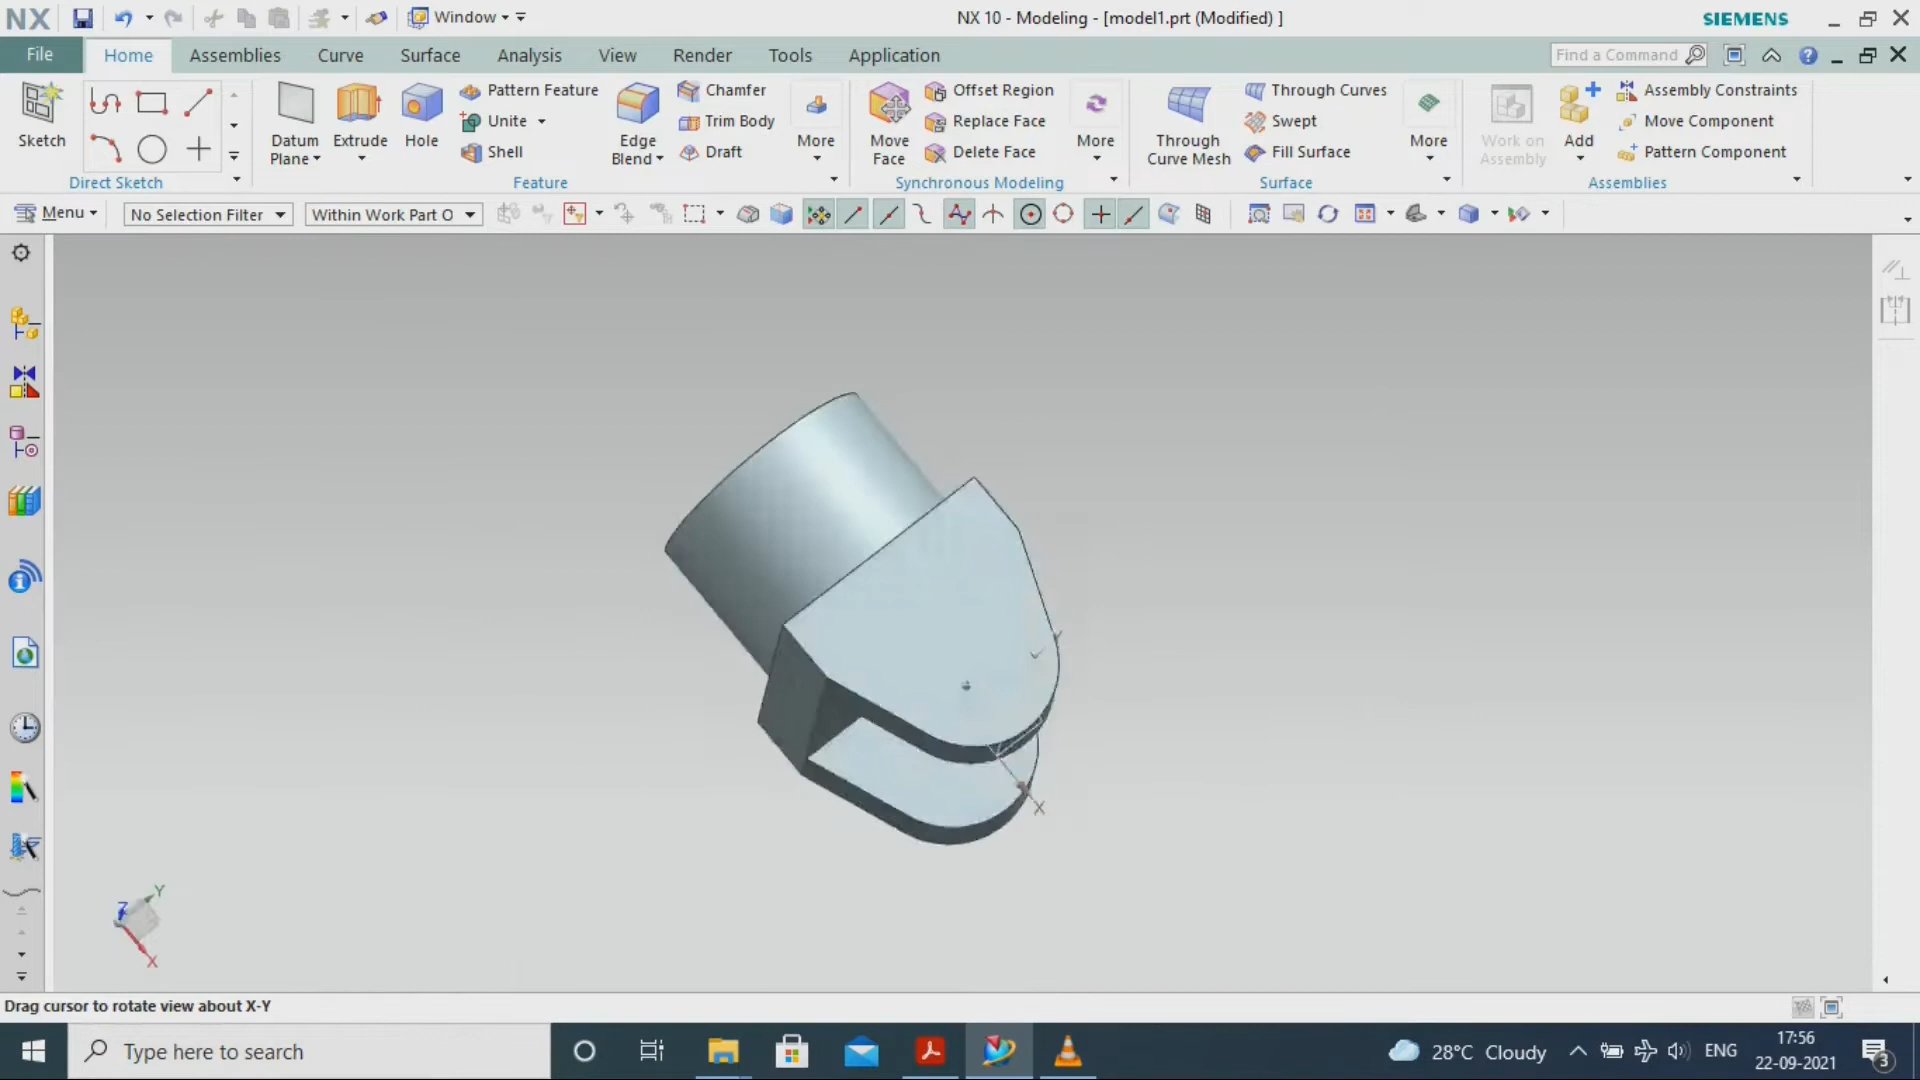 NX Window NX 10 - Modeling - [model1.prt (Modified) ] SIEMENS
File Home Assemblies Curve Surface Analysis View Render Tools Application Find a Command
Sketch Datum Plane Extrude Hole Pattern Feature Unite Shell Edge Blend Chamfer Trim Body Draft More
Move Face Offset Region Replace Face Delete Face More
Through Curve Mesh Through Curves Swept Fill Surface More
Work on Assembly Add Assembly Constraints Move Component Pattern Component
Direct Sketch Feature Synchronous Modeling Surface Assemblies
Menu No Selection Filter Within Work Part O
Y
X
Z Y
X
Drag cursor to rotate view about X-Y
Type here to search 28°C Cloudy ENG 17:56
22-09-2021 3